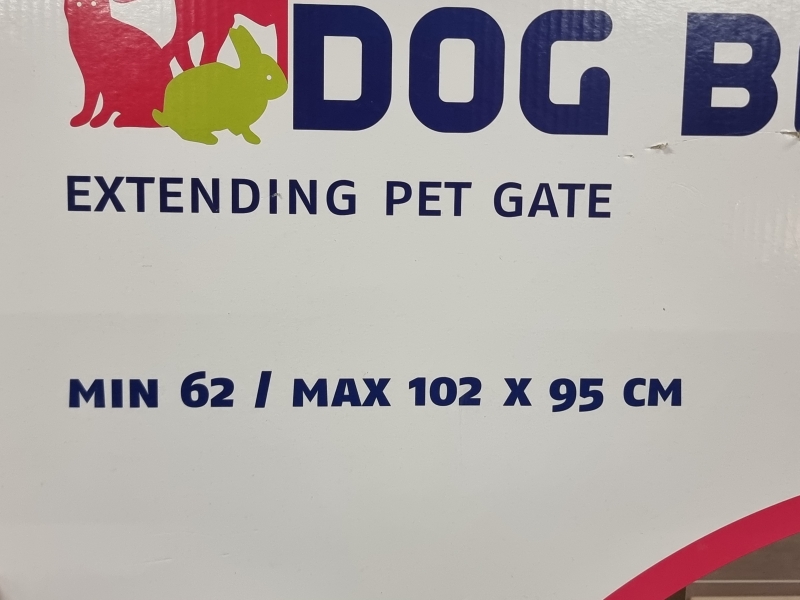 DOG B
EXTENDING PET GATE
MIN 62 / MAX 102 X 95 CM